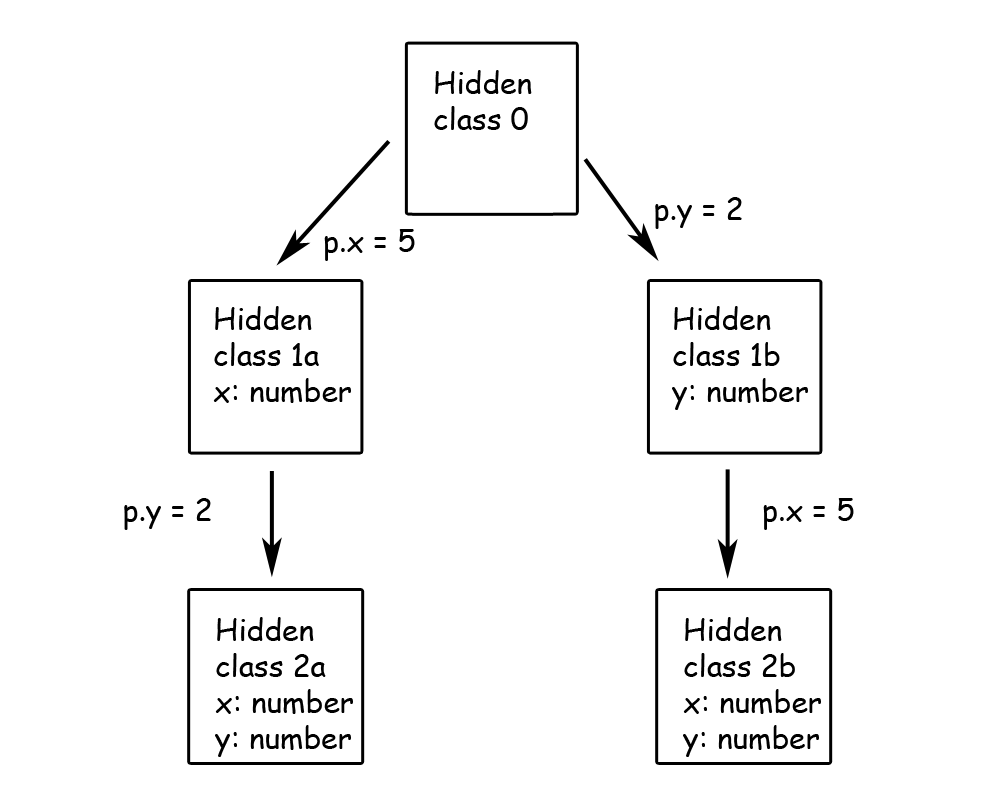 Hidden
class 0
p.x = 5
p.y = 2
Hidden
class 1a
x: number
Hidden
class 1b
y: number
p.y = 2
p.x = 5
Hidden
class 2a
x: number
y: number
Hidden
class 2b
x: number
y: number